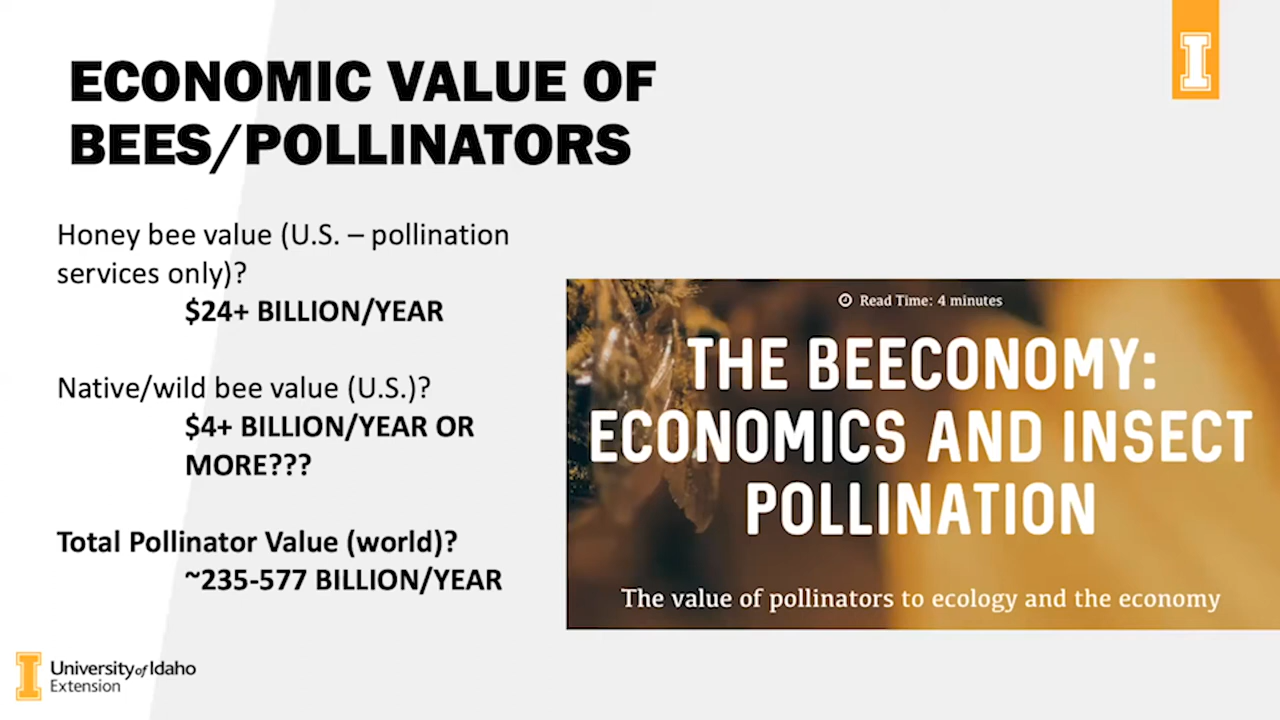 ECONOMIC VALUE OF
BEES/POLLINATORS
Honey bee value (U.S. – pollination
services only)?
$24+ BILLION/YEAR
Native/wild bee value (U.S.)?
$4+ BILLION/YEAR OR
MORE???
Total Pollinator Value (world)?
~235-577 BILLION/YEAR
I
Read Time: 4 minutes
THE BEECONOMY:
ECONOMICS AND INSECT
POLLINATION
The value of pollinators to ecology and the economy
I
University of Idaho
Extension